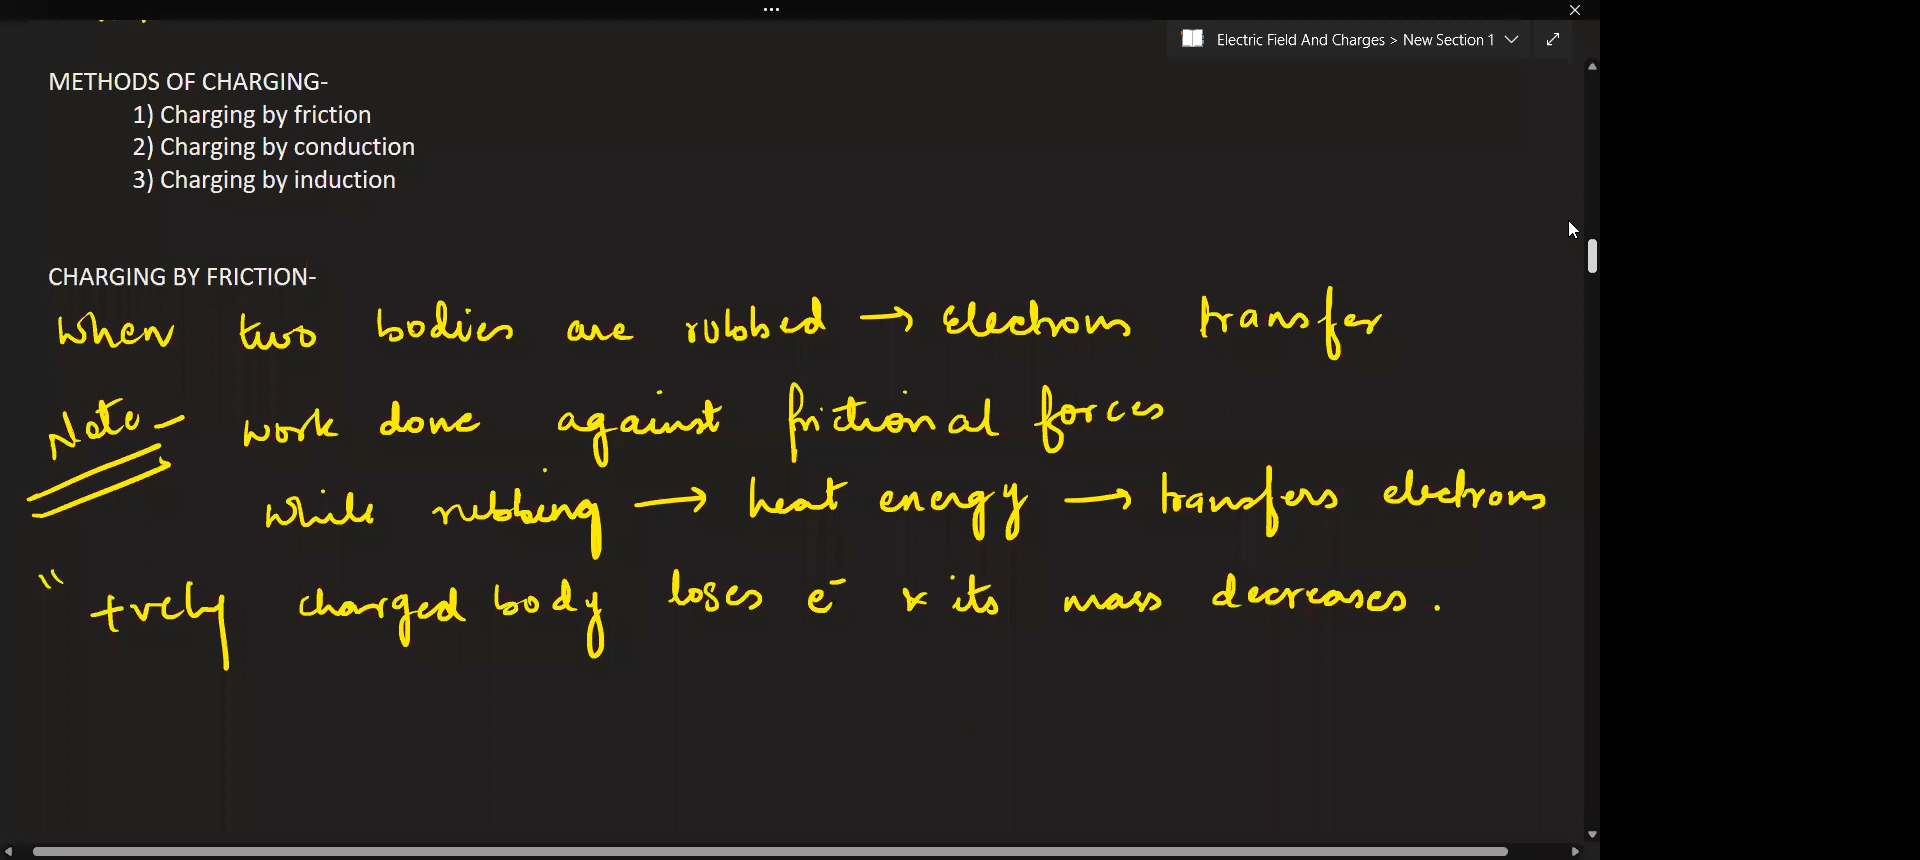 Electric Field And Charges > New Section 1
METHODS OF CHARGING-
1) Charging by friction
2) Charging by conduction
3) Charging by induction
CHARGING BY FRICTION-
When two bodies are rubbed → Electrons transfer
Note - work done against frictional forces
while rubbing → heat energy → transfers electrons
" +vely charged body loses e⁻ & its mass decreases.